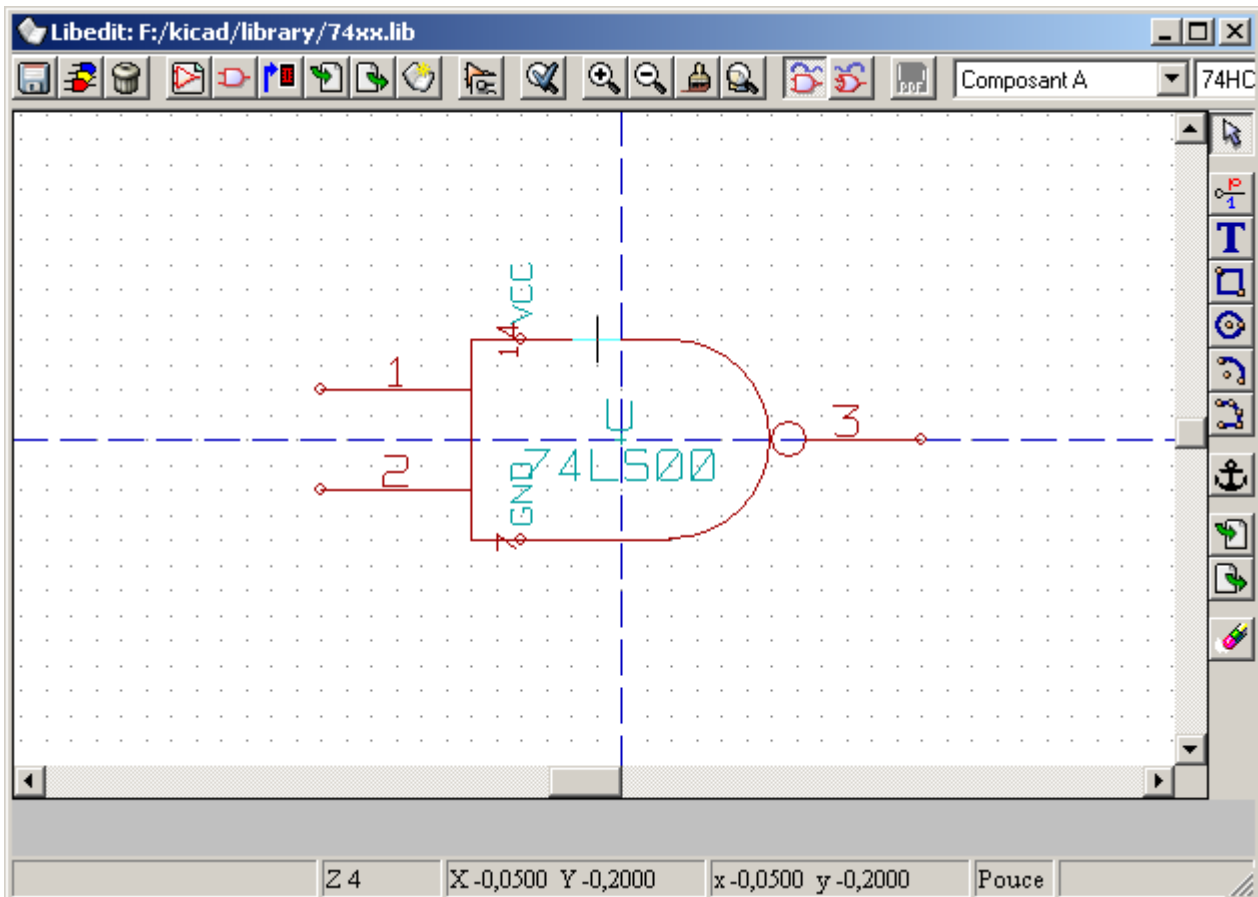 Libedit: F:/kicad/library/74xx.lib
Composant A
74HC
VCC
14
1
U
3
74LS00
2
GND
7
Z 4
X -0,0500 Y -0,2000
x -0,0500 y -0,2000
Pouce